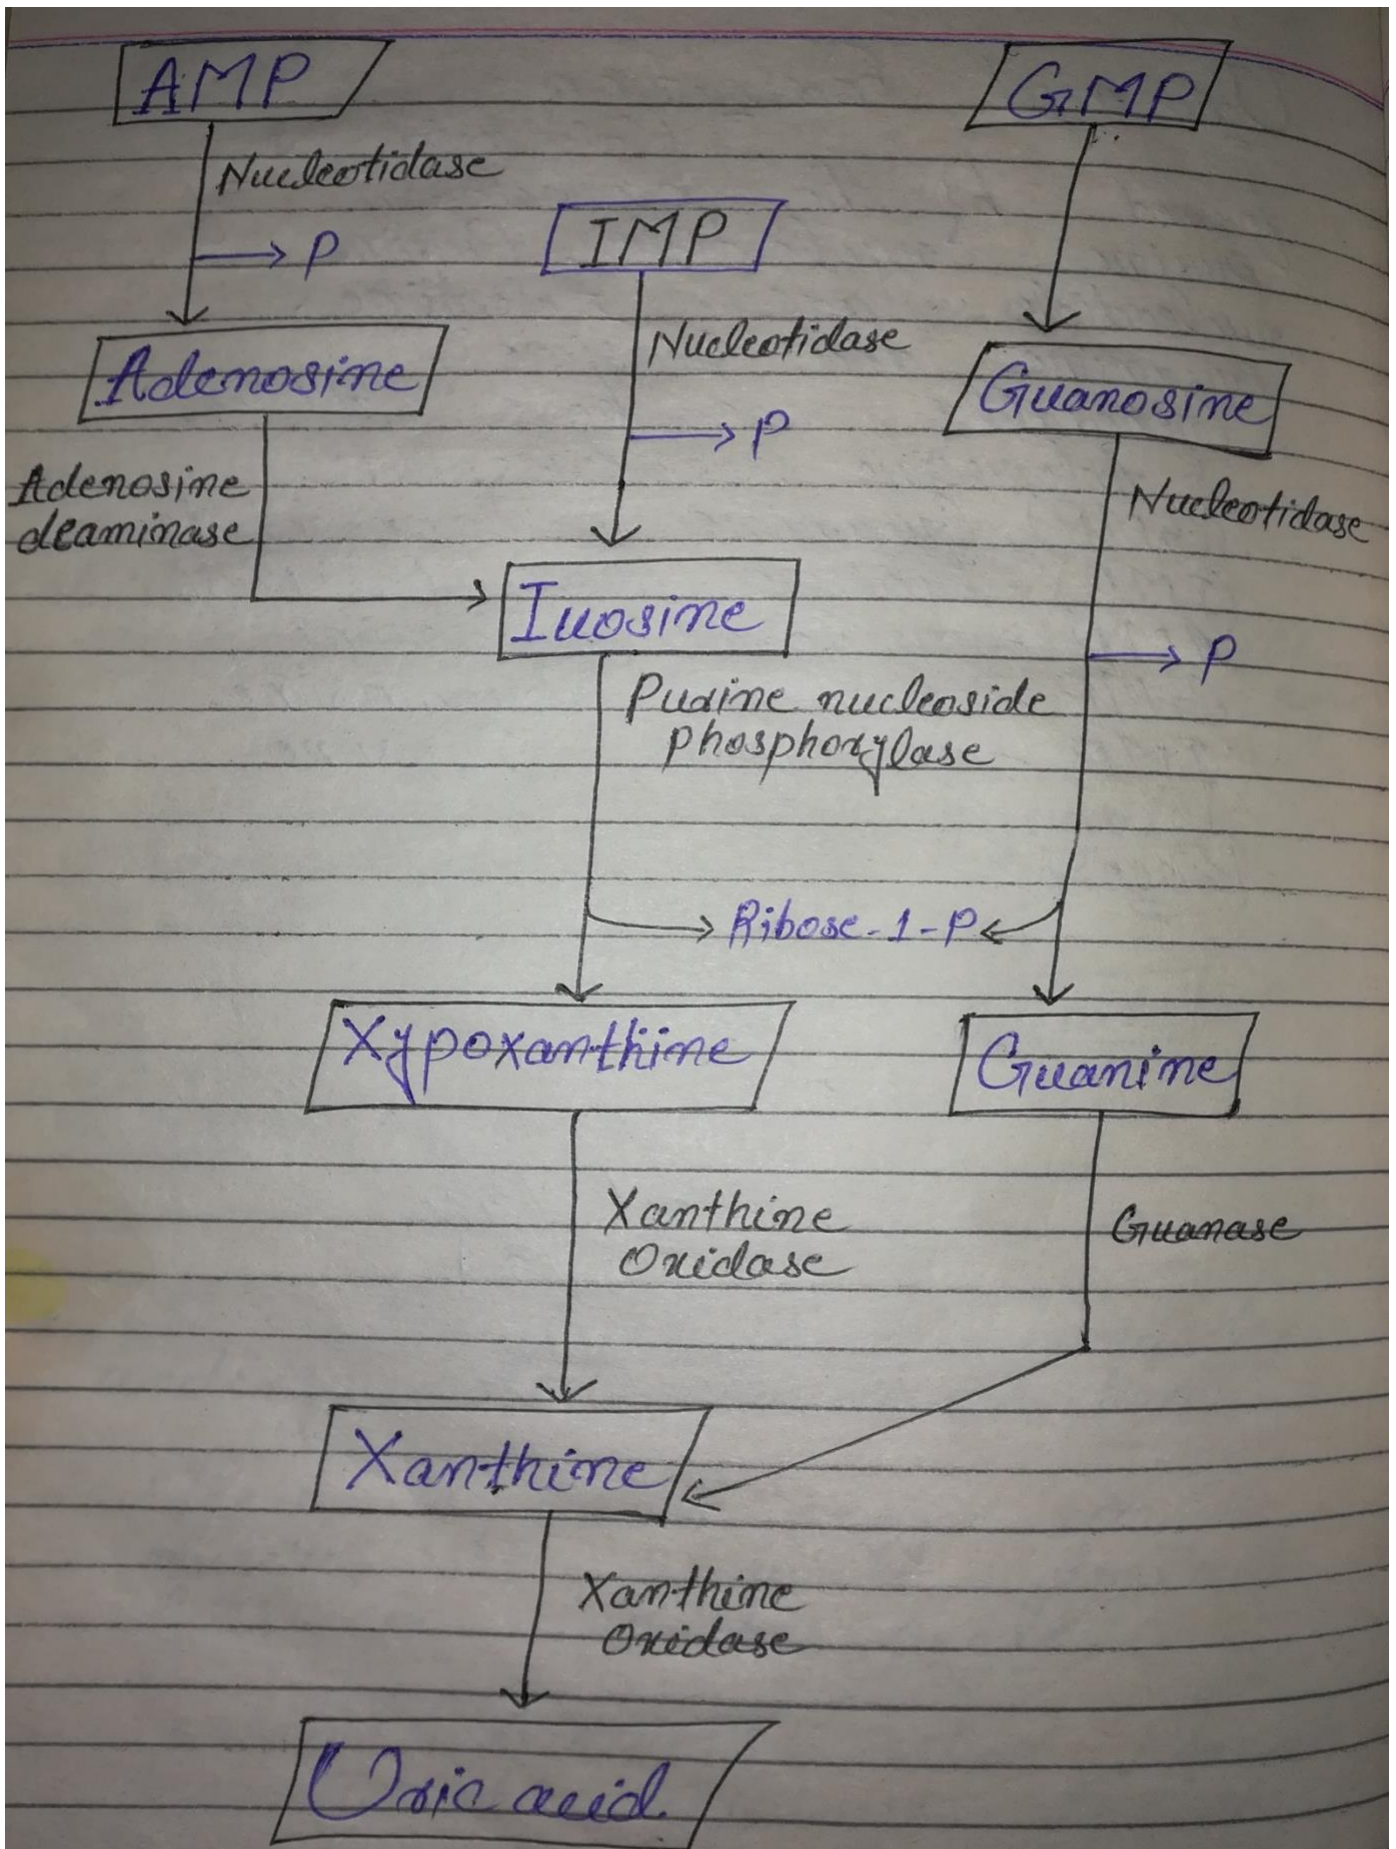 AMP
GMP
Nucleotidase
P
IMP
Nucleotidase
Adenosine
Guanosine
P
Adenosine
deaminase
Nucleotidase
Inosine
P
Purine nucleoside
phosphorylase
Ribose-1-P
Xypoxanthine
Guanine
Xanthine
Oxidase
Guanase
Xanthine
Xanthine
Oxidase
Uric acid